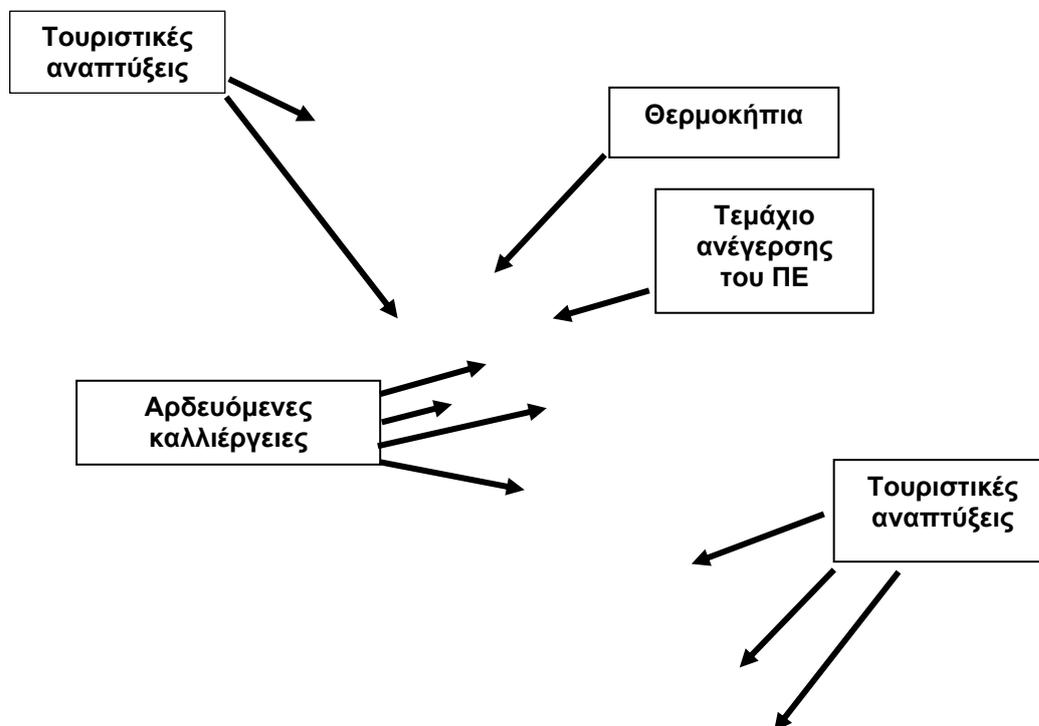 Τουριστικές
αναπτύξεις
Θερμοκήπια
Τεμάχιο
ανέγερσης
του ΠΕ
Αρδευόμενες
καλλιέργειες
Τουριστικές
αναπτύξεις